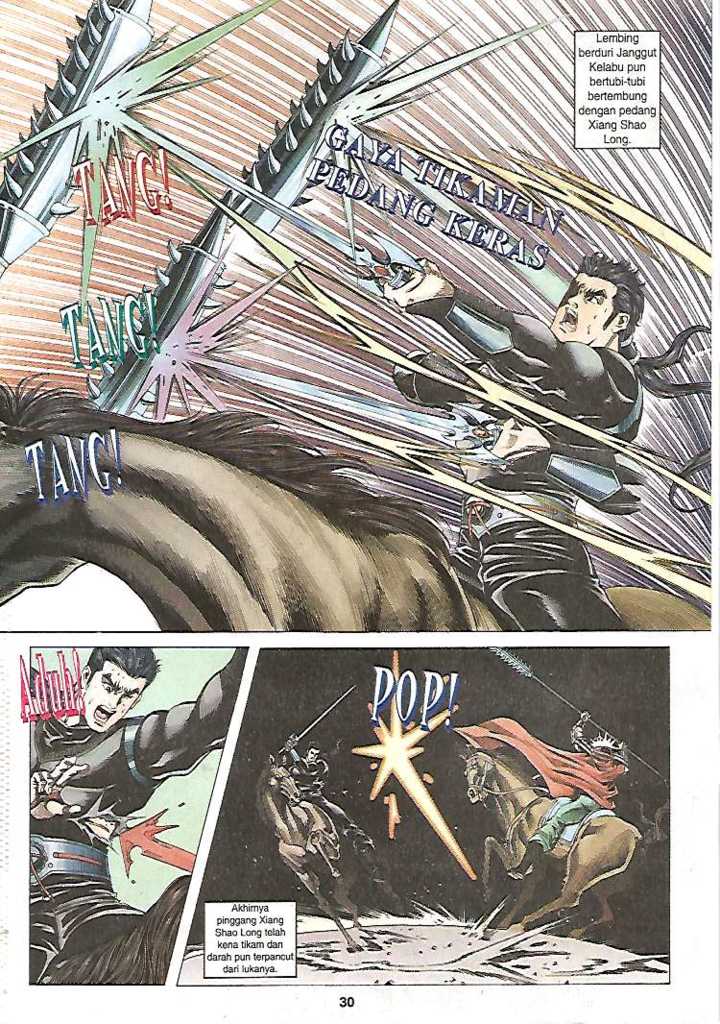 Lembing
berduri Janggut
Kelabu pun
bertubi-tubi
bertembung
dengan pedang
Xiang Shao
Long.
GAYA TIKAMAN
PEDANG KERAS
TANG!
TANG!
TANG!
Aduh!
POP!
Akhirnya
pinggang Xiang
Shao Long telah
kena tikam dan
darah pun terpancut
dari lukanya.
30